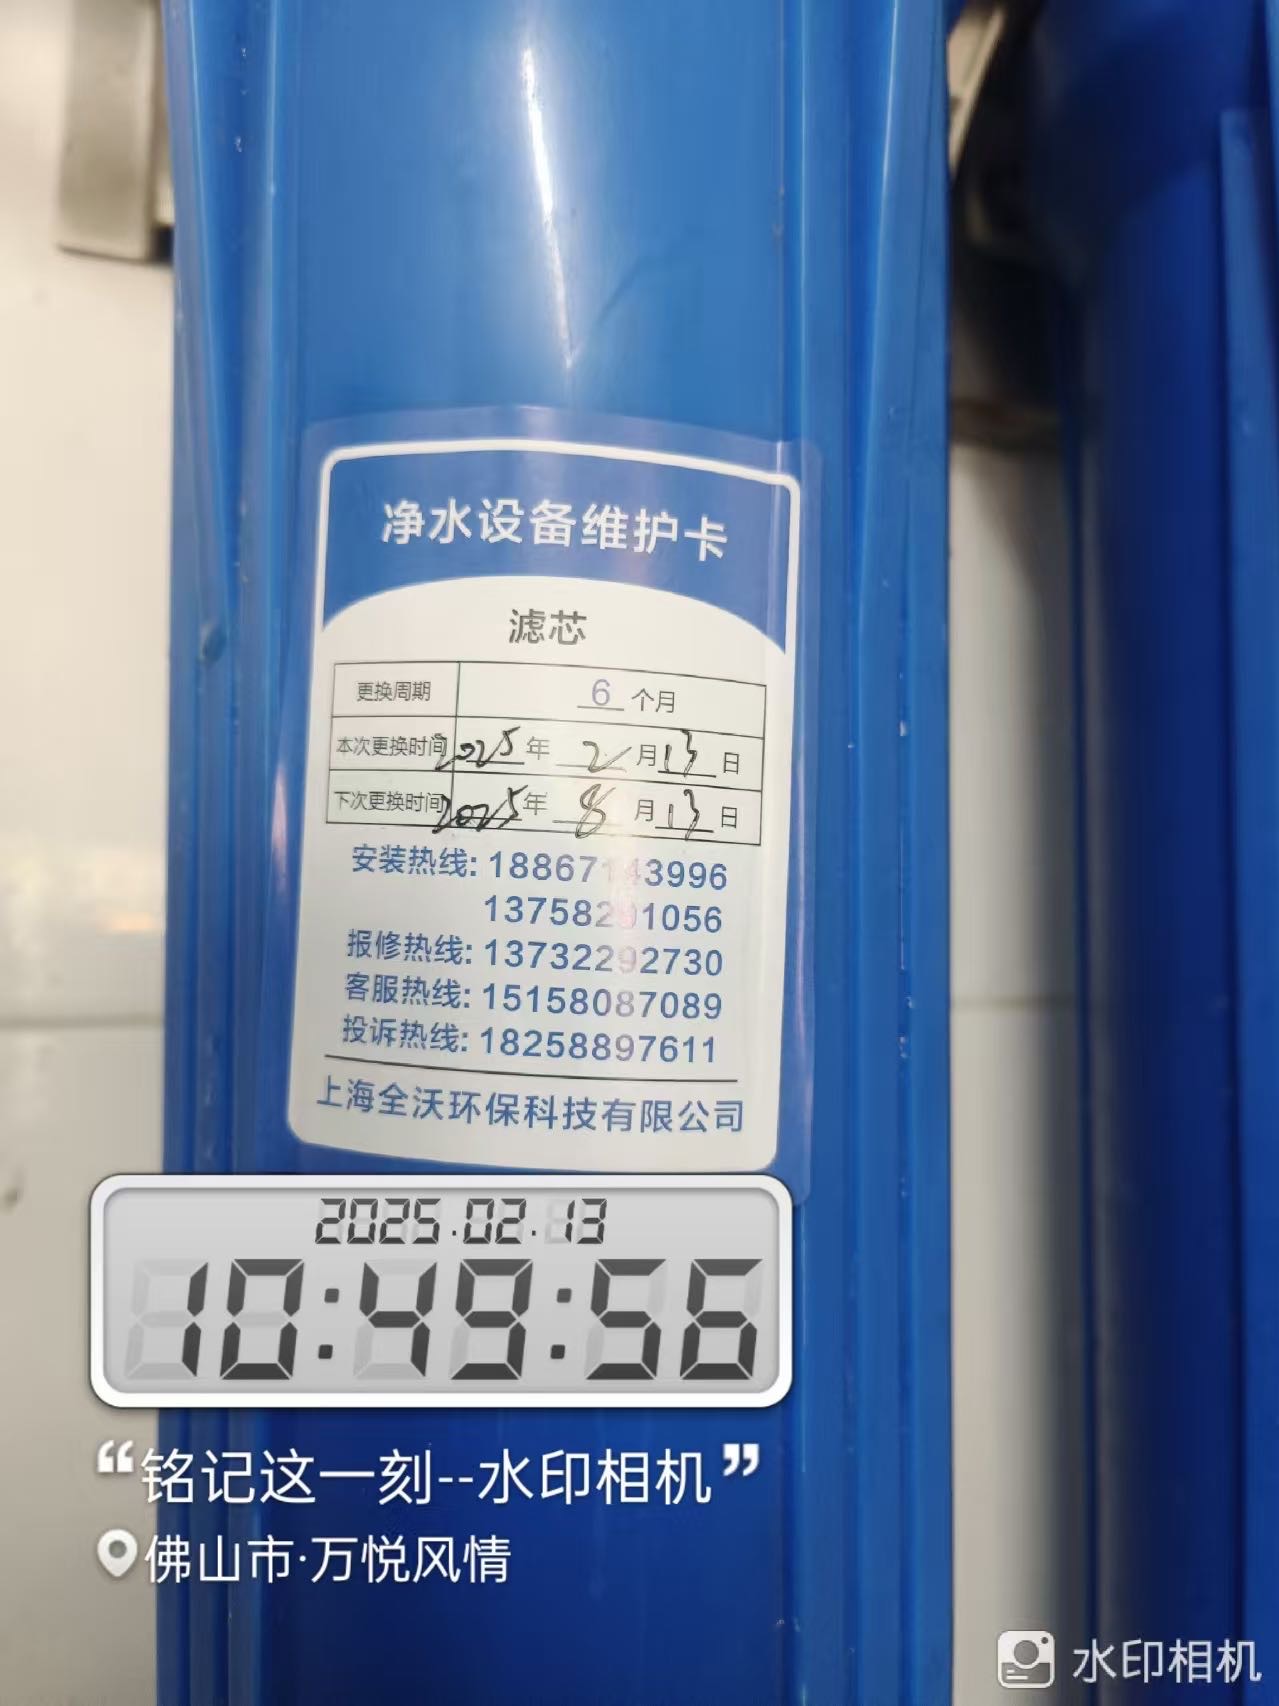 净水设备维护卡
滤芯
更换周期 6 个月
本次更换时间 2025 年 2 月 13 日
下次更换时间 2025 年 8 月 13 日
安装热线: 18867143996
13758291056
报修热线: 13732292730
客服热线: 15158087089
投诉热线: 18258897611
上海全沃环保科技有限公司
2025.02.13
10:49:56
“铭记这一刻--水印相机”
佛山市·万悦风情
水印相机